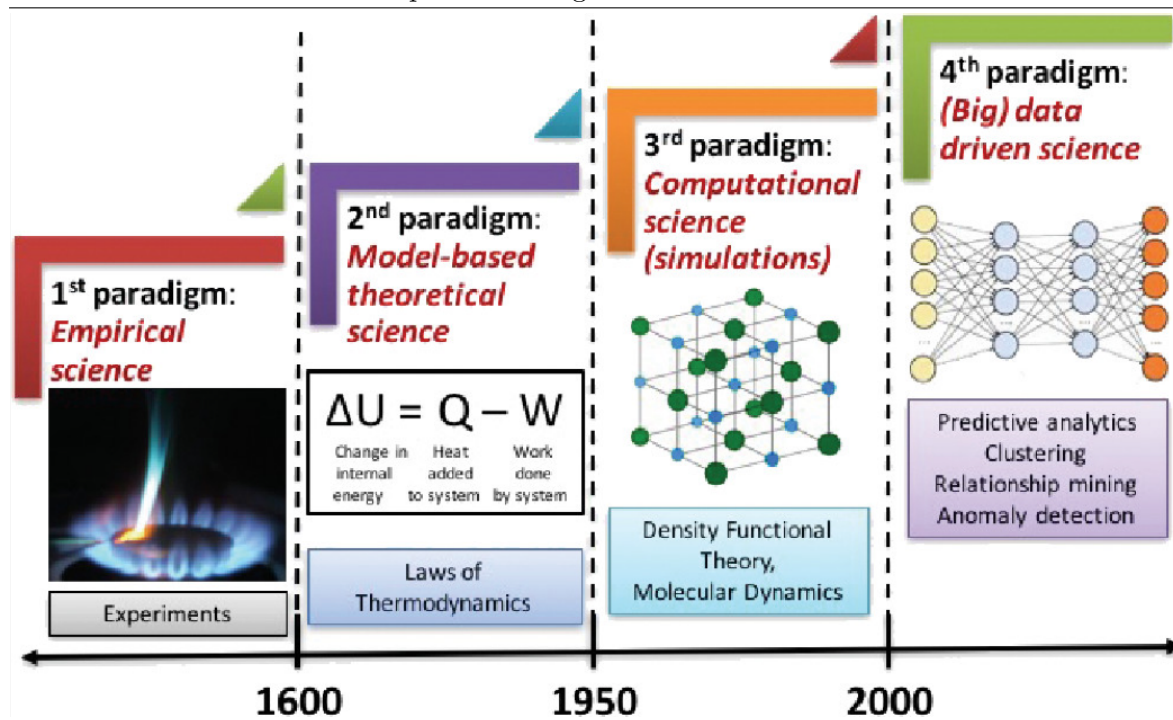 1st paradigm:
Empirical
science
Experiments
2nd paradigm:
Model-based
theoretical
science
ΔU = Q – W
Change in internal energy
Heat added to system
Work done by system
Laws of
Thermodynamics
3rd paradigm:
Computational
science
(simulations)
Density Functional
Theory,
Molecular Dynamics
4th paradigm:
(Big) data
driven science
Predictive analytics
Clustering
Relationship mining
Anomaly detection
1600
1950
2000